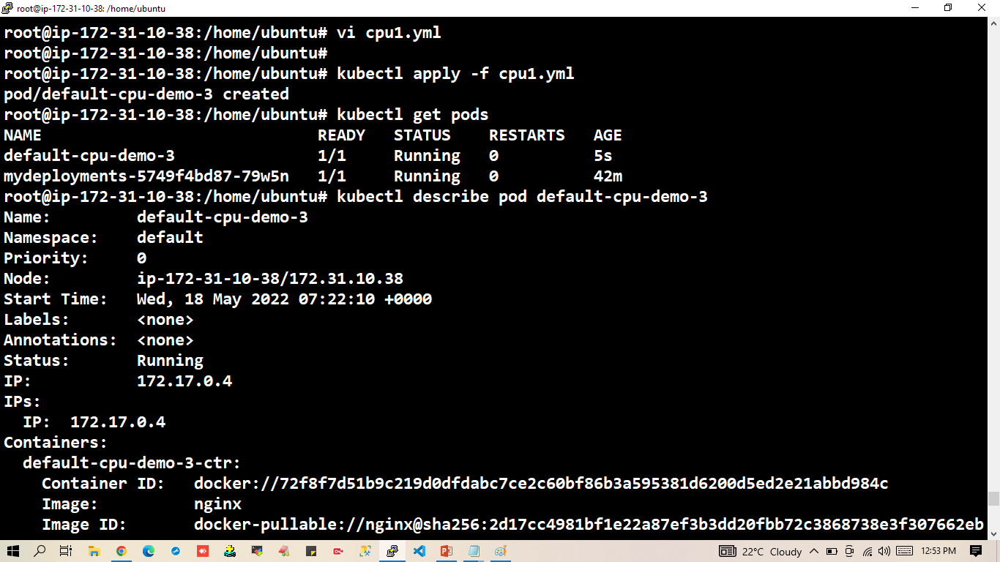 root@ip-172-31-10-38: /home/ubuntu
root@ip-172-31-10-38:/home/ubuntu# vi cpu1.yml
root@ip-172-31-10-38:/home/ubuntu#
root@ip-172-31-10-38:/home/ubuntu# kubectl apply -f cpu1.yml
pod/default-cpu-demo-3 created
root@ip-172-31-10-38:/home/ubuntu# kubectl get pods
NAME                             READY   STATUS    RESTARTS   AGE
default-cpu-demo-3               1/1     Running   0          5s
mydeployments-5749f4bd87-79w5n   1/1     Running   0          42m
root@ip-172-31-10-38:/home/ubuntu# kubectl describe pod default-cpu-demo-3
Name:         default-cpu-demo-3
Namespace:    default
Priority:     0
Node:         ip-172-31-10-38/172.31.10.38
Start Time:   Wed, 18 May 2022 07:22:10 +0000
Labels:       <none>
Annotations:  <none>
Status:       Running
IP:           172.17.0.4
IPs:
  IP:  172.17.0.4
Containers:
  default-cpu-demo-3-ctr:
    Container ID:   docker://72f8f7d51b9c219d0dfdabc7ce2c60bf86b3a595381d6200d5ed2e21abbd984c
    Image:          nginx
    Image ID:       docker-pullable://nginx@sha256:2d17cc4981bf1e22a87ef3b3dd20fbb72c3868738e3f307662eb
22°C Cloudy 12:53 PM